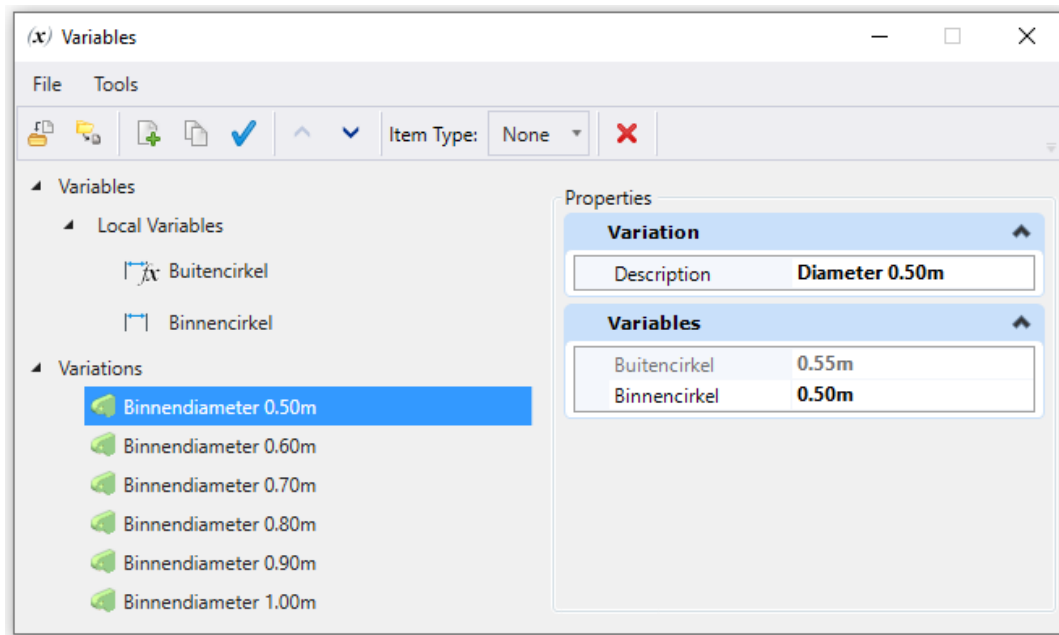 (x) Variables
File Tools
Item Type: None
Variables
Local Variables
fx Buitencirkel
Binnencirkel
Variations
Binnendiameter 0.50m
Binnendiameter 0.60m
Binnendiameter 0.70m
Binnendiameter 0.80m
Binnendiameter 0.90m
Binnendiameter 1.00m
Properties
Variation
Description Diameter 0.50m
Variables
Buitencirkel 0.55m
Binnencirkel 0.50m